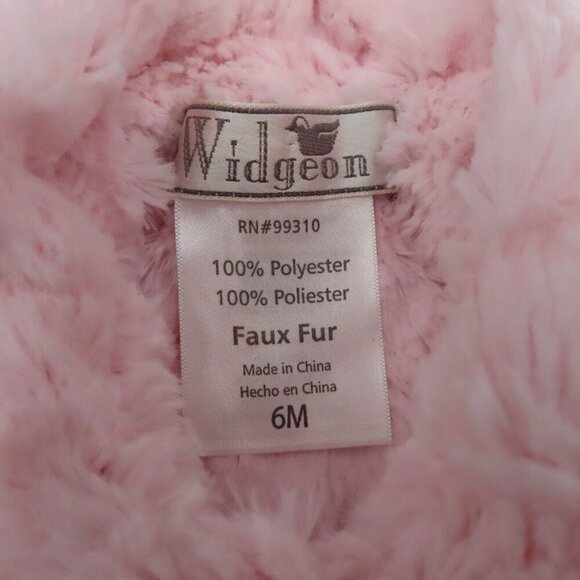 Widgeon
RN#99310
100% Polyester
100% Poliester
Faux Fur
Made in China
Hecho en China
6M